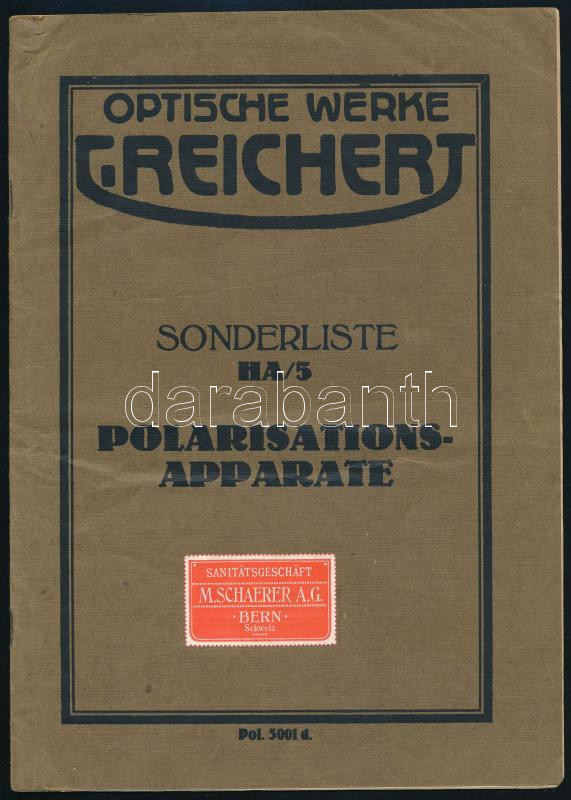 OPTISCHE WERKE
C. REICHERT
SONDERLISTE
HA/5
darabanth
POLARISATIONS-
APPARATE
SANITÄTSGESCHÄFT
M. SCHAERER A.G.
· BERN ·
Schweiz
Pol. 5001 d.